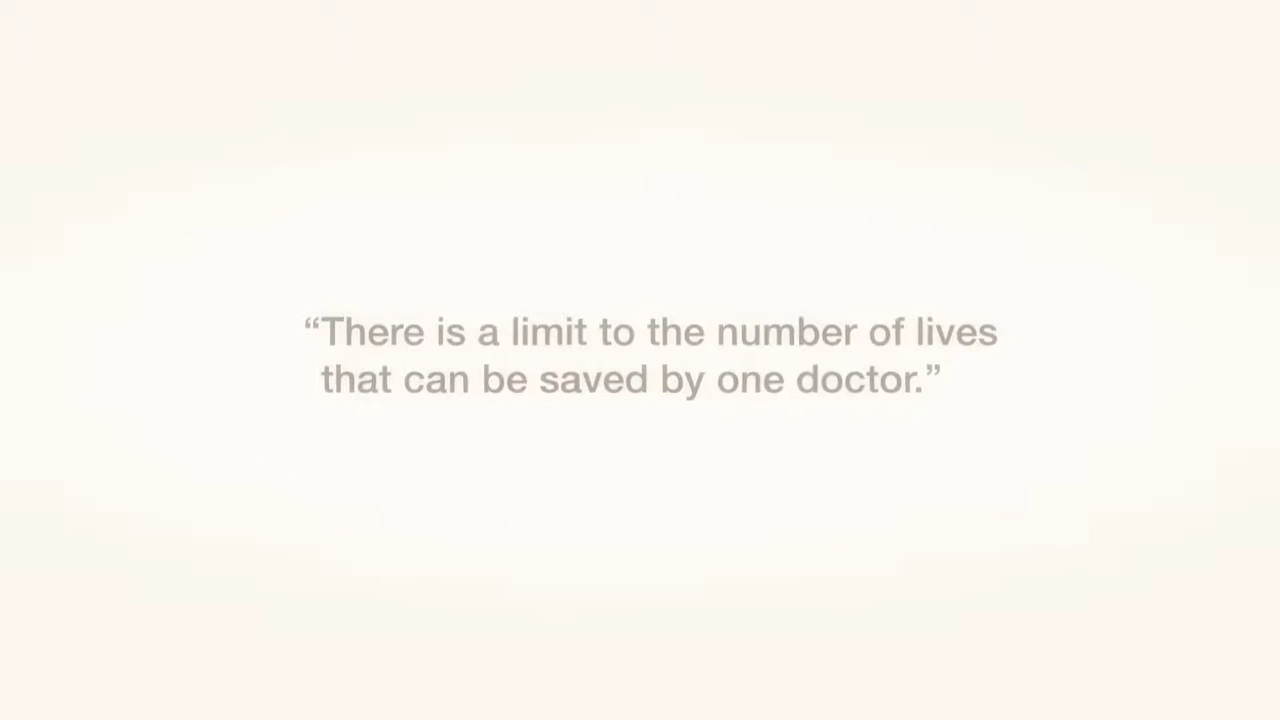 “There is a limit to the number of lives
that can be saved by one doctor.”